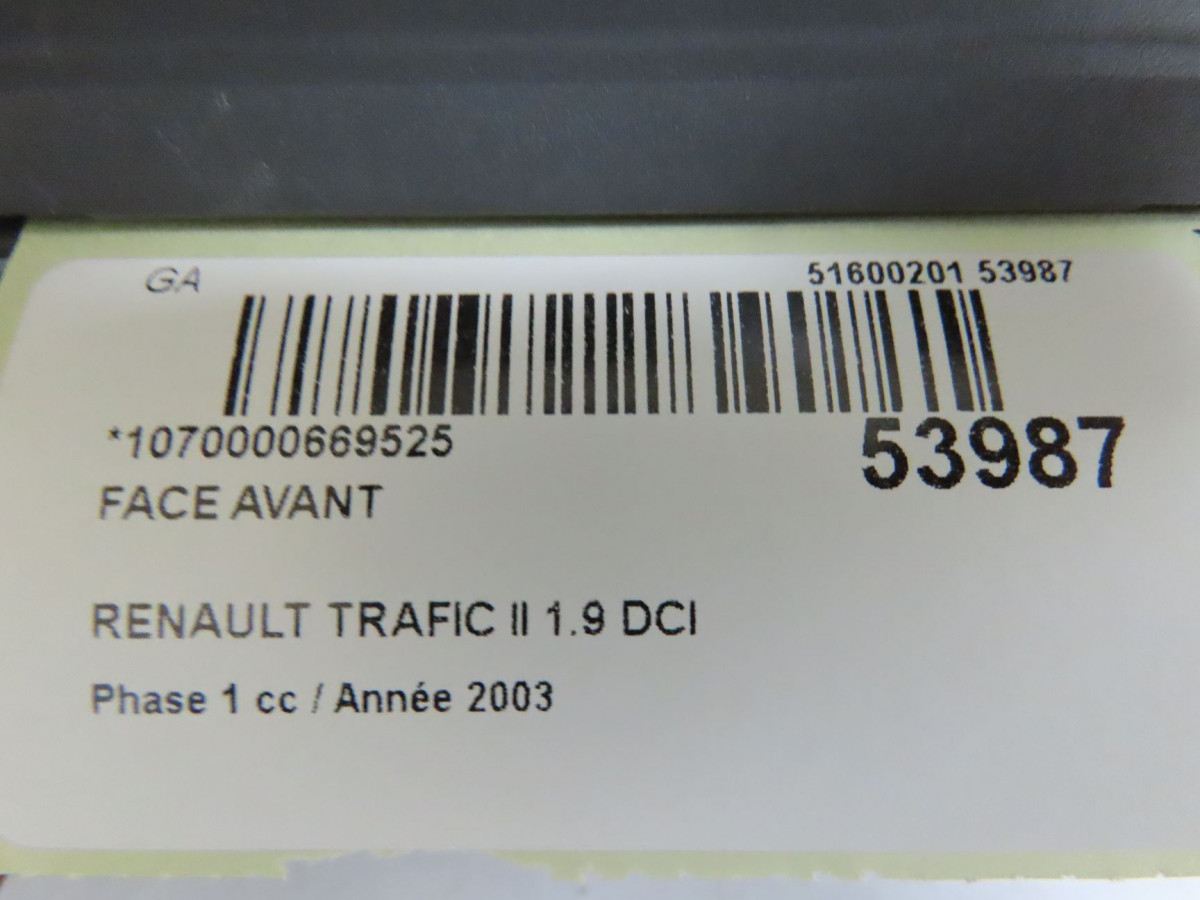 GA 51600201 53987
*1070000669525 53987
FACE AVANT
RENAULT TRAFIC II 1.9 DCI
Phase 1 cc / Année 2003